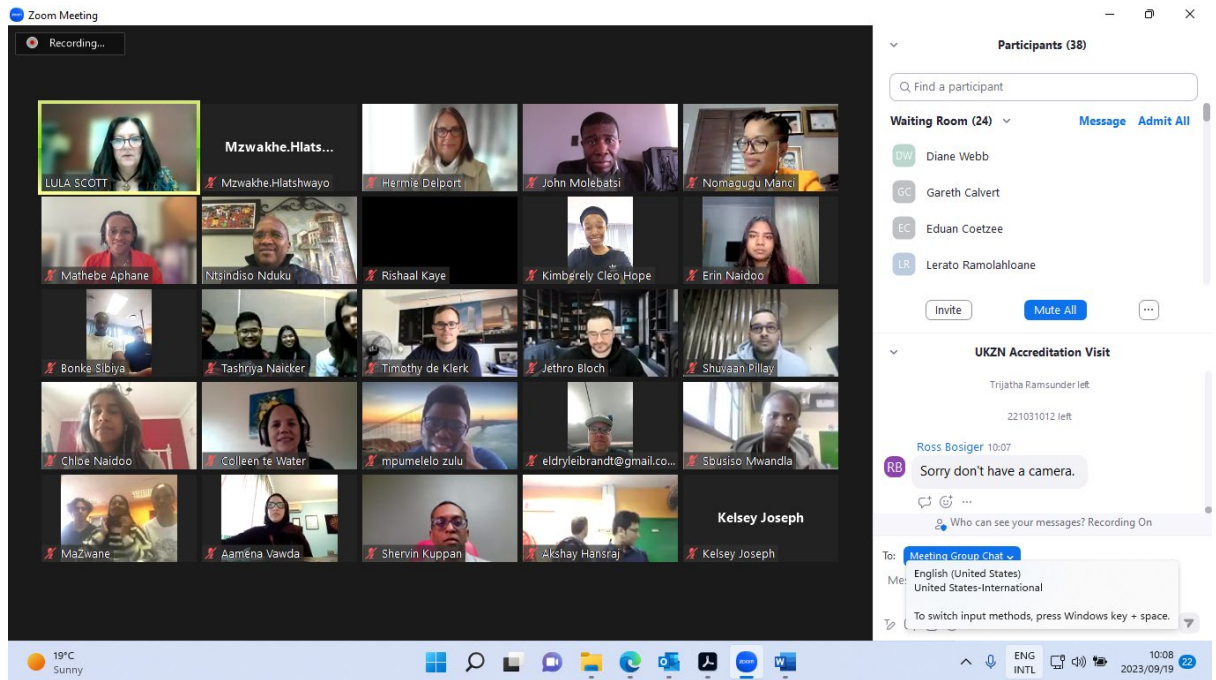 Zoom Meeting
Recording...
LULA SCOTT
Mzwakhe.Hlats...
Mzwakhe.Hlatshwayo
Hermie Delport
John Molebatsi
Nomagugu Manci
Mathebe Aphane
Ntsindiso Nduku
Rishaal Kaye
Kimberely Cleo Hope
Erin Naidoo
Bonke Sibiya
Tashriya Naicker
Timothy de Klerk
Jethro Bloch
Shuvaan Pillay
Chloe Naidoo
Colleen te Water
mpumelelo zulu
eldryleibrandt@gmail.co...
Sbusiso Mwandla
MaZwane
Aamena Vawda
Shervin Kuppan
Akshay Hansraj
Kelsey Joseph
Kelsey Joseph
Participants (38)
Find a participant
Waiting Room (24) Message Admit All
DW Diane Webb
GC Gareth Calvert
EC Eduan Coetzee
LR Lerato Ramolahloane
Invite Mute All ...
UKZN Accreditation Visit
Trijatha Ramsunder left
221031012 left
Ross Bosiger 10:07
RB Sorry don't have a camera.
Who can see your messages? Recording On
To: Meeting Group Chat
English (United States)
United States-International
To switch input methods, press Windows key + space.
19°C
Sunny
zoom
W
ENG
INTL
10:08
2023/09/19
22